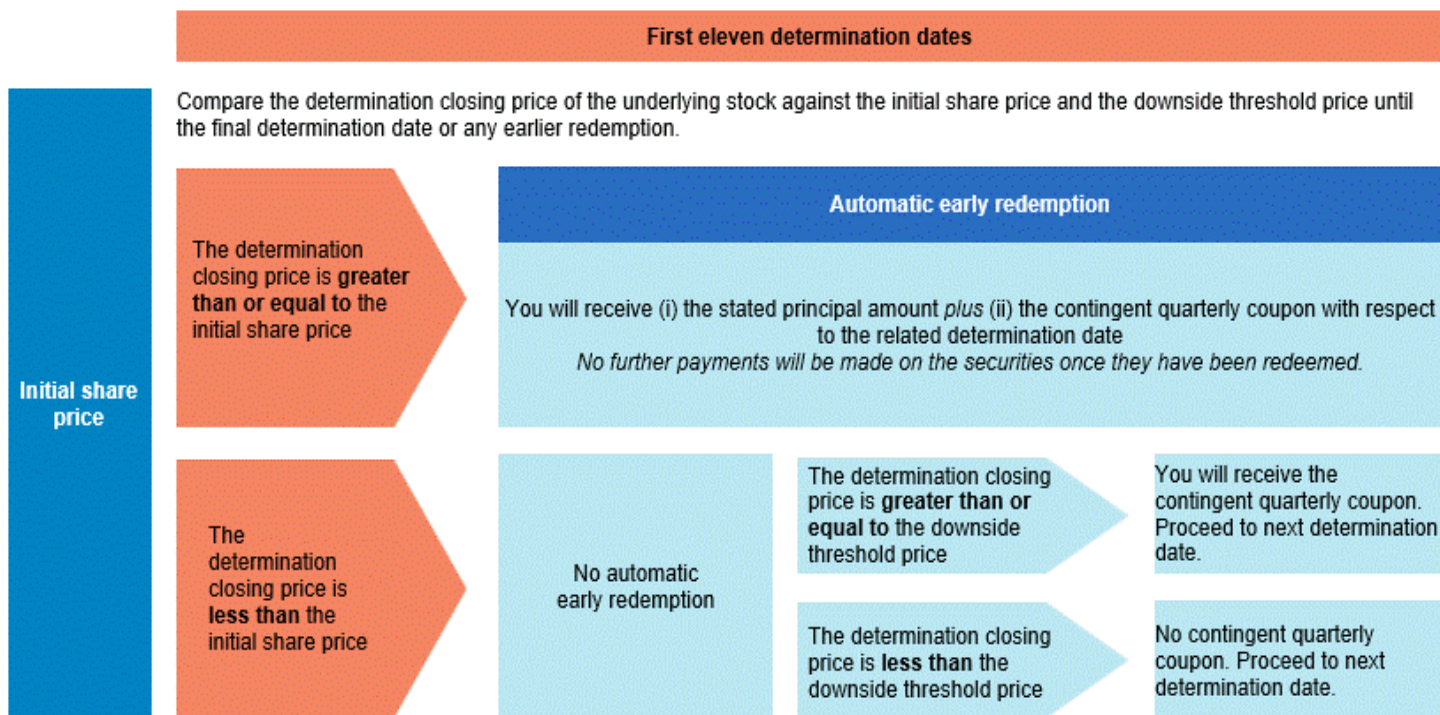 First eleven determination dates
Compare the determination closing price of the underlying stock against the initial share price and the downside threshold price until
the final determination date or any earlier redemption.
Initial share
price
The determination
closing price is greater
than or equal to the
initial share price
Automatic early redemption
You will receive (i) the stated principal amount plus (ii) the contingent quarterly coupon with respect
to the related determination date
No further payments will be made on the securities once they have been redeemed.
The
determination
closing price is
less than the
initial share price
No automatic
early redemption
The determination closing
price is greater than or
equal to the downside
threshold price
You will receive the
contingent quarterly coupon.
Proceed to next determination
date.
The determination closing
price is less than the
downside threshold price
No contingent quarterly
coupon. Proceed to next
determination date.